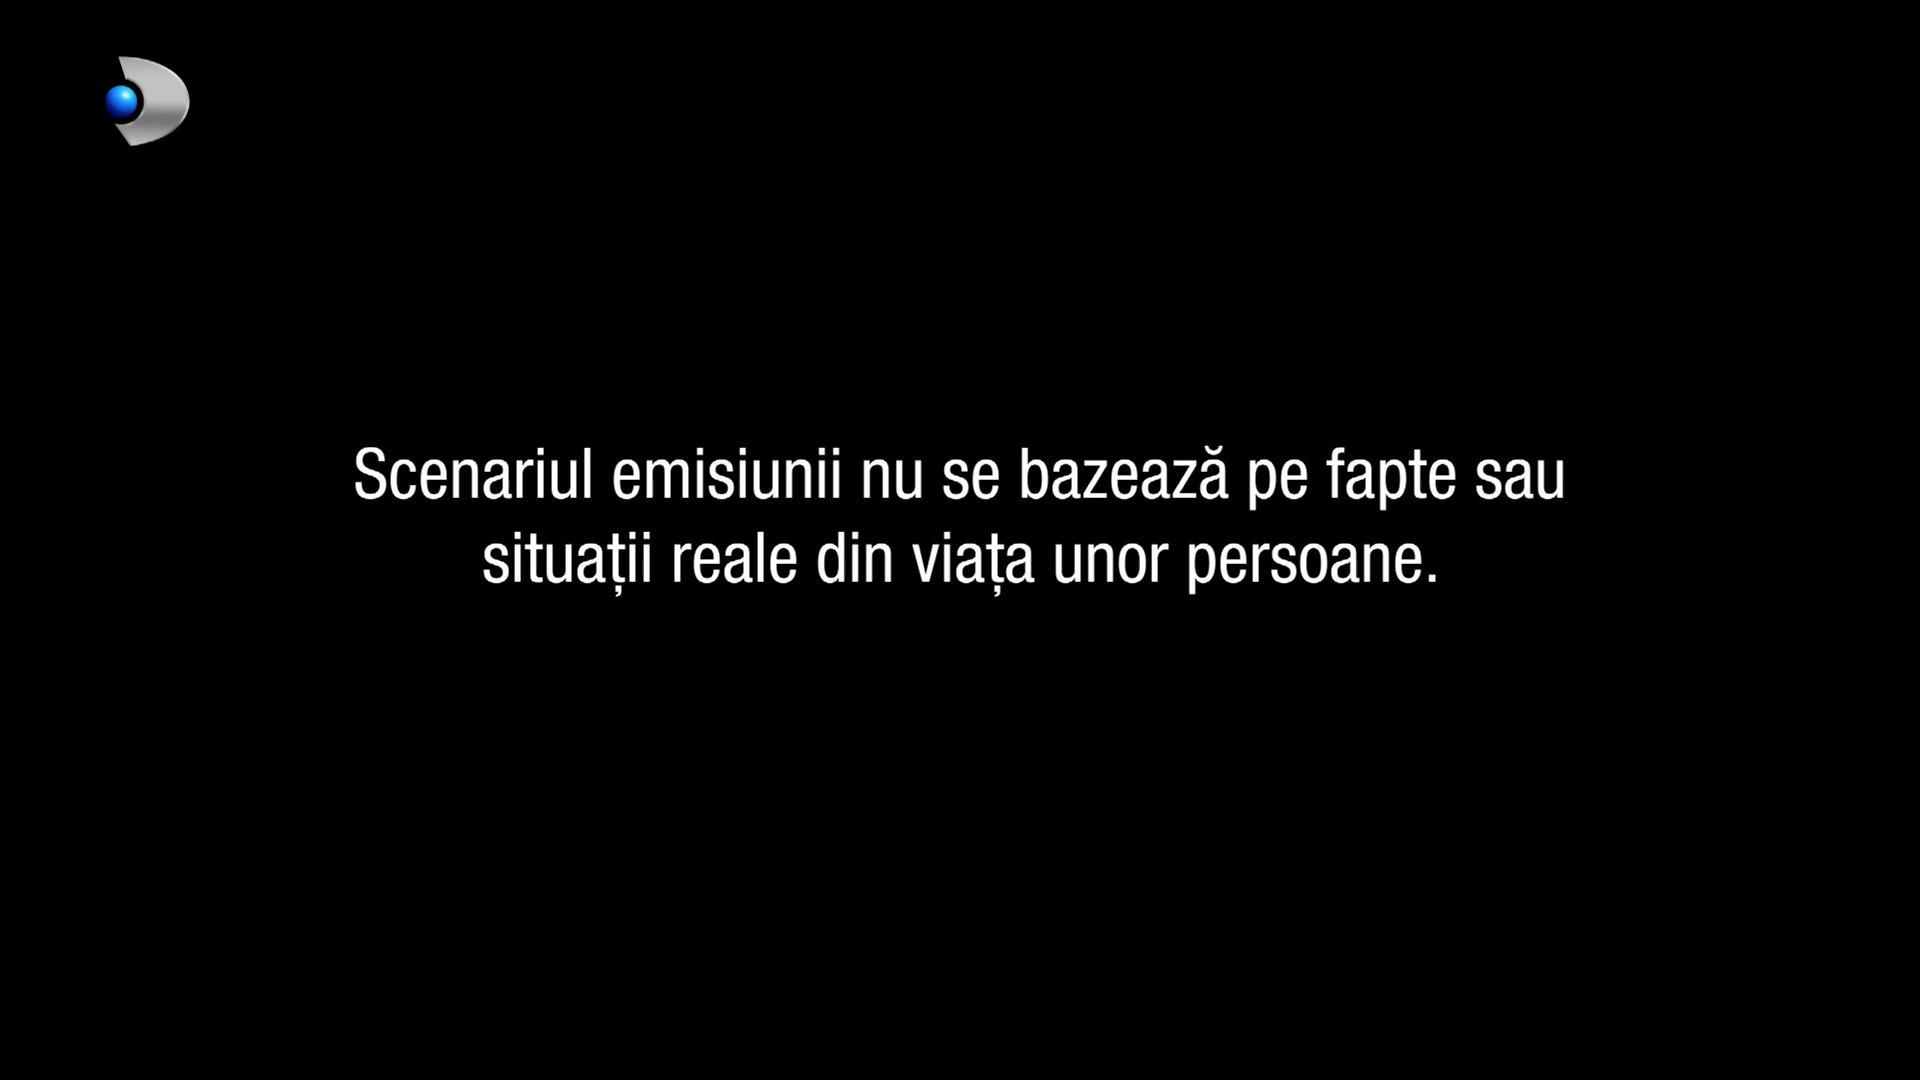 Scenariul emisiunii nu se bazează pe fapte sau
situații reale din viața unor persoane.